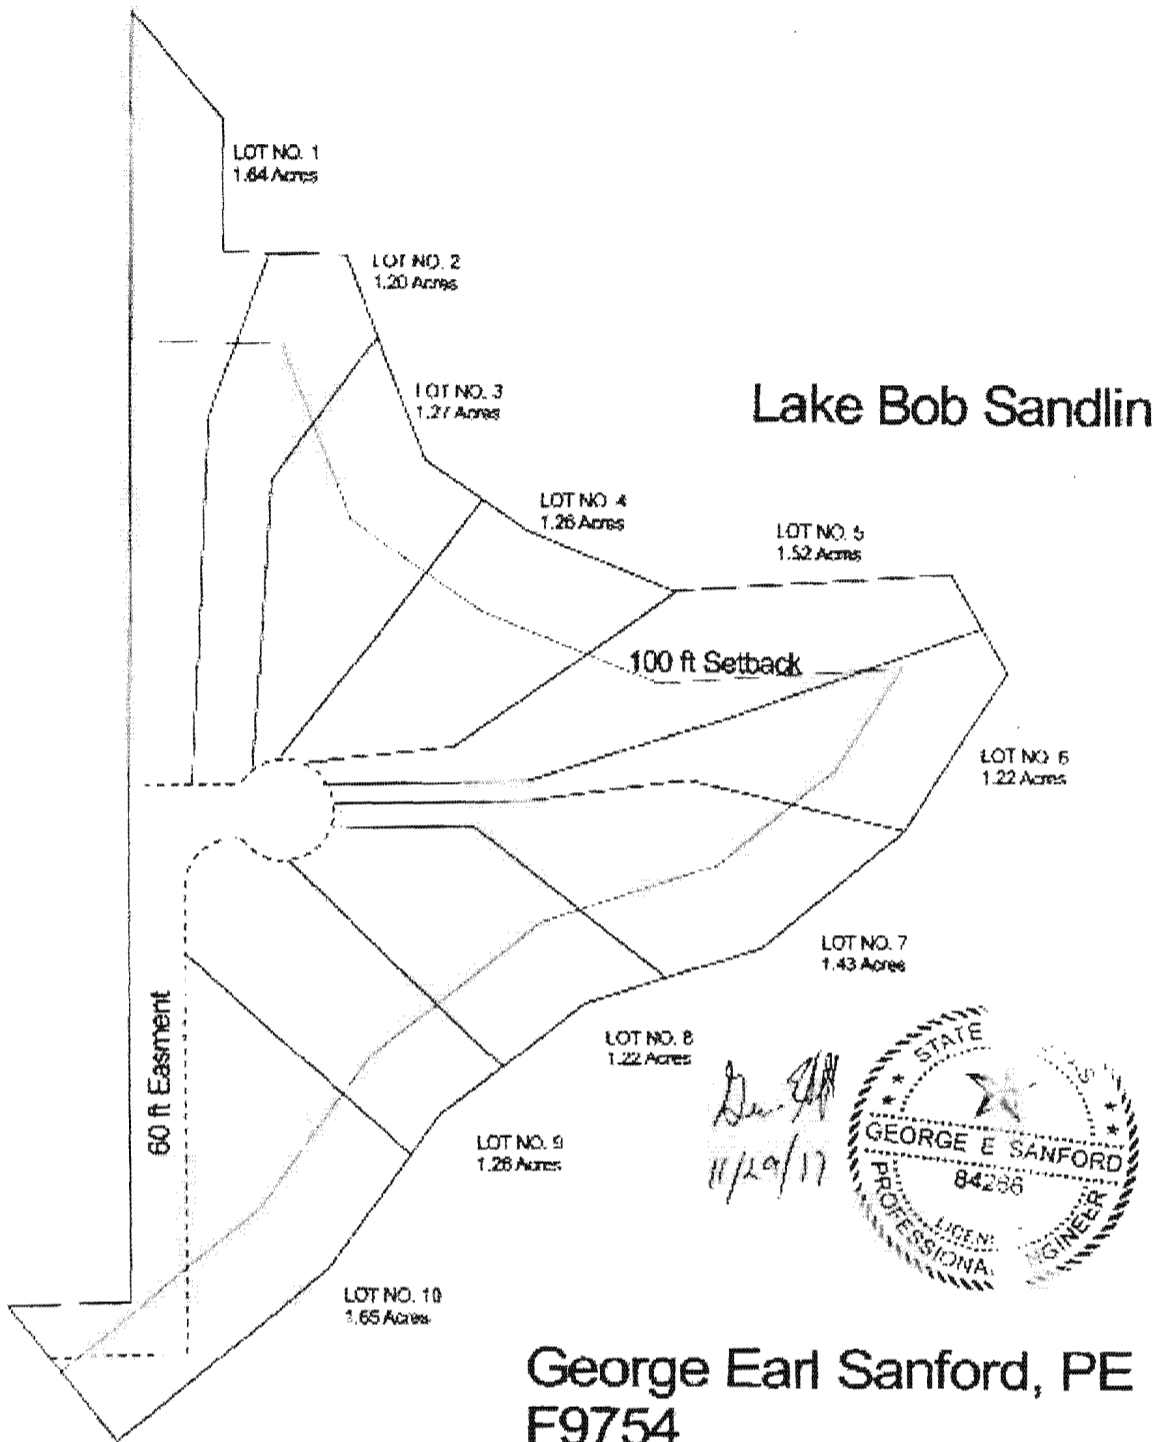 LOT NO. 1
1.64 Acres
LOT NO. 2
1.20 Acres
LOT NO. 3
1.27 Acres
Lake Bob Sandlin
LOT NO. 4
1.26 Acres
LOT NO. 5
1.52 Acres
100 ft Setback
LOT NO. 6
1.22 Acres
LOT NO. 7
1.43 Acres
60 ft Easment
LOT NO. 8
1.22 Acres
11/29/17
STATE
GEORGE E SANFORD
84266
PROFESSIONAL
LOT NO. 9
1.26 Acres
LOT NO. 10
1.65 Acres
George Earl Sanford, PE
F9754